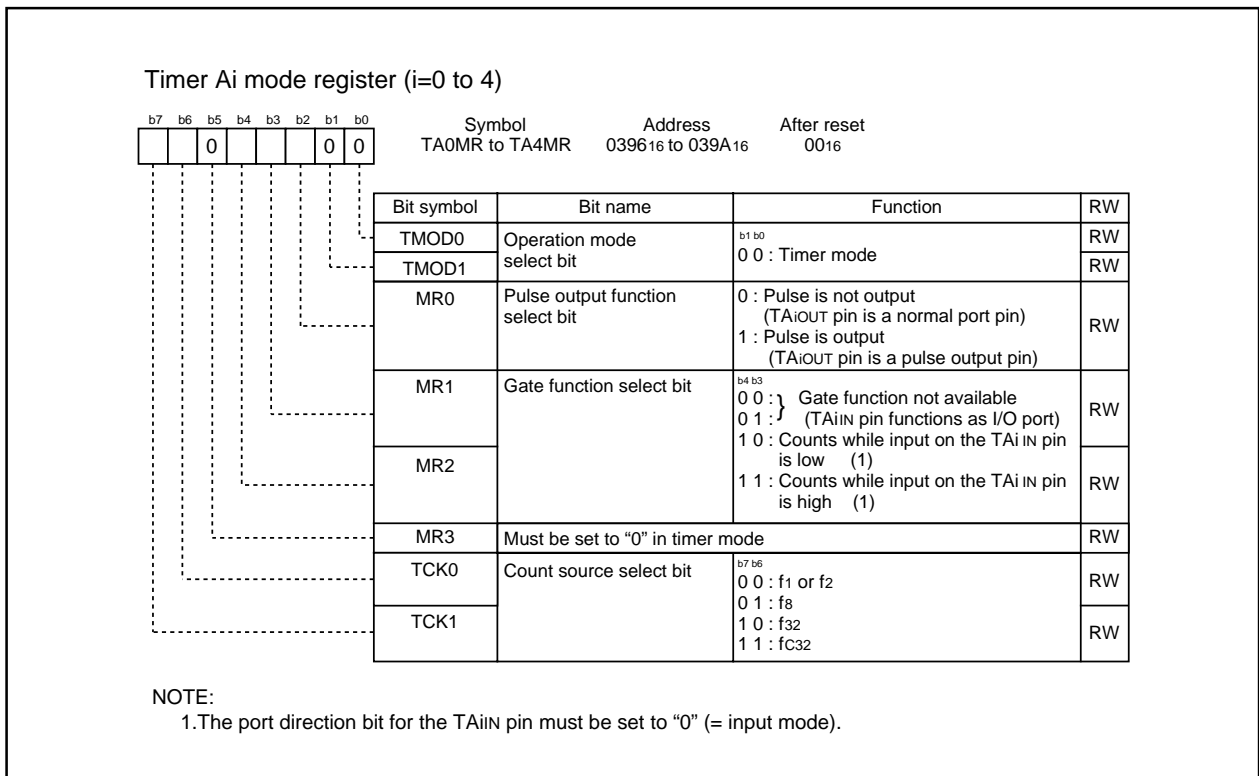 Timer Ai mode register (i=0 to 4)
b7 b6 b5 b4 b3 b2 b1 b0
0 0 0
Symbol Address After reset
TA0MR to TA4MR 039616 to 039A16 0016
Bit symbol Bit name Function RW
TMOD0 Operation mode select bit b1 b0 RW
TMOD1 0 0 : Timer mode RW
MR0 Pulse output function select bit 0 : Pulse is not output
(TAiOUT pin is a normal port pin)
1 : Pulse is output
(TAiOUT pin is a pulse output pin) RW
MR1 Gate function select bit b4 b3
0 0 : } Gate function not available
0 1 : (TAiIN pin functions as I/O port) RW
1 0 : Counts while input on the TAi IN pin
is low (1)
MR2 1 1 : Counts while input on the TAi IN pin
is high (1) RW
MR3 Must be set to “0” in timer mode RW
TCK0 Count source select bit b7 b6
0 0 : f1 or f2 RW
0 1 : f8
TCK1 1 0 : f32
1 1 : fC32 RW
NOTE:
1.The port direction bit for the TAiIN pin must be set to “0” (= input mode).